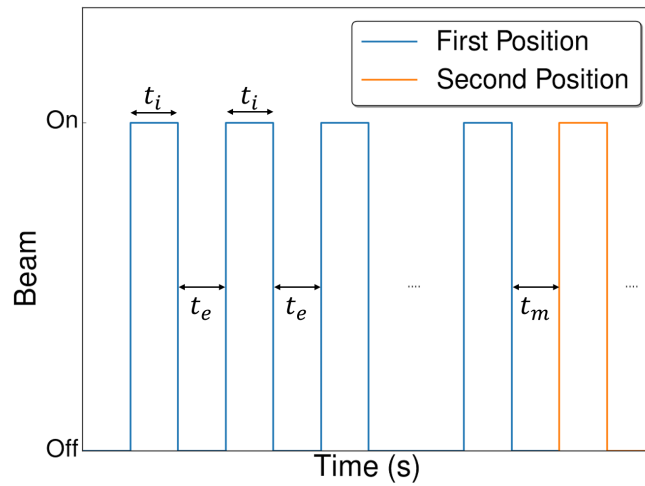 First Position
Second Position
t_i
t_i
On
Beam
t_e
t_e
....
t_m
....
Off
Time (s)